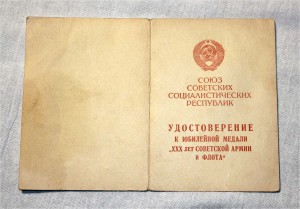 СОЮЗ
СОВЕТСКИХ
СОЦИАЛИСТИЧЕСКИХ
РЕСПУБЛИК
УДОСТОВЕРЕНИЕ
К ЮБИЛЕЙНОЙ МЕДАЛИ
„XXX ЛЕТ СОВЕТСКОЙ АРМИИ
И ФЛОТА“